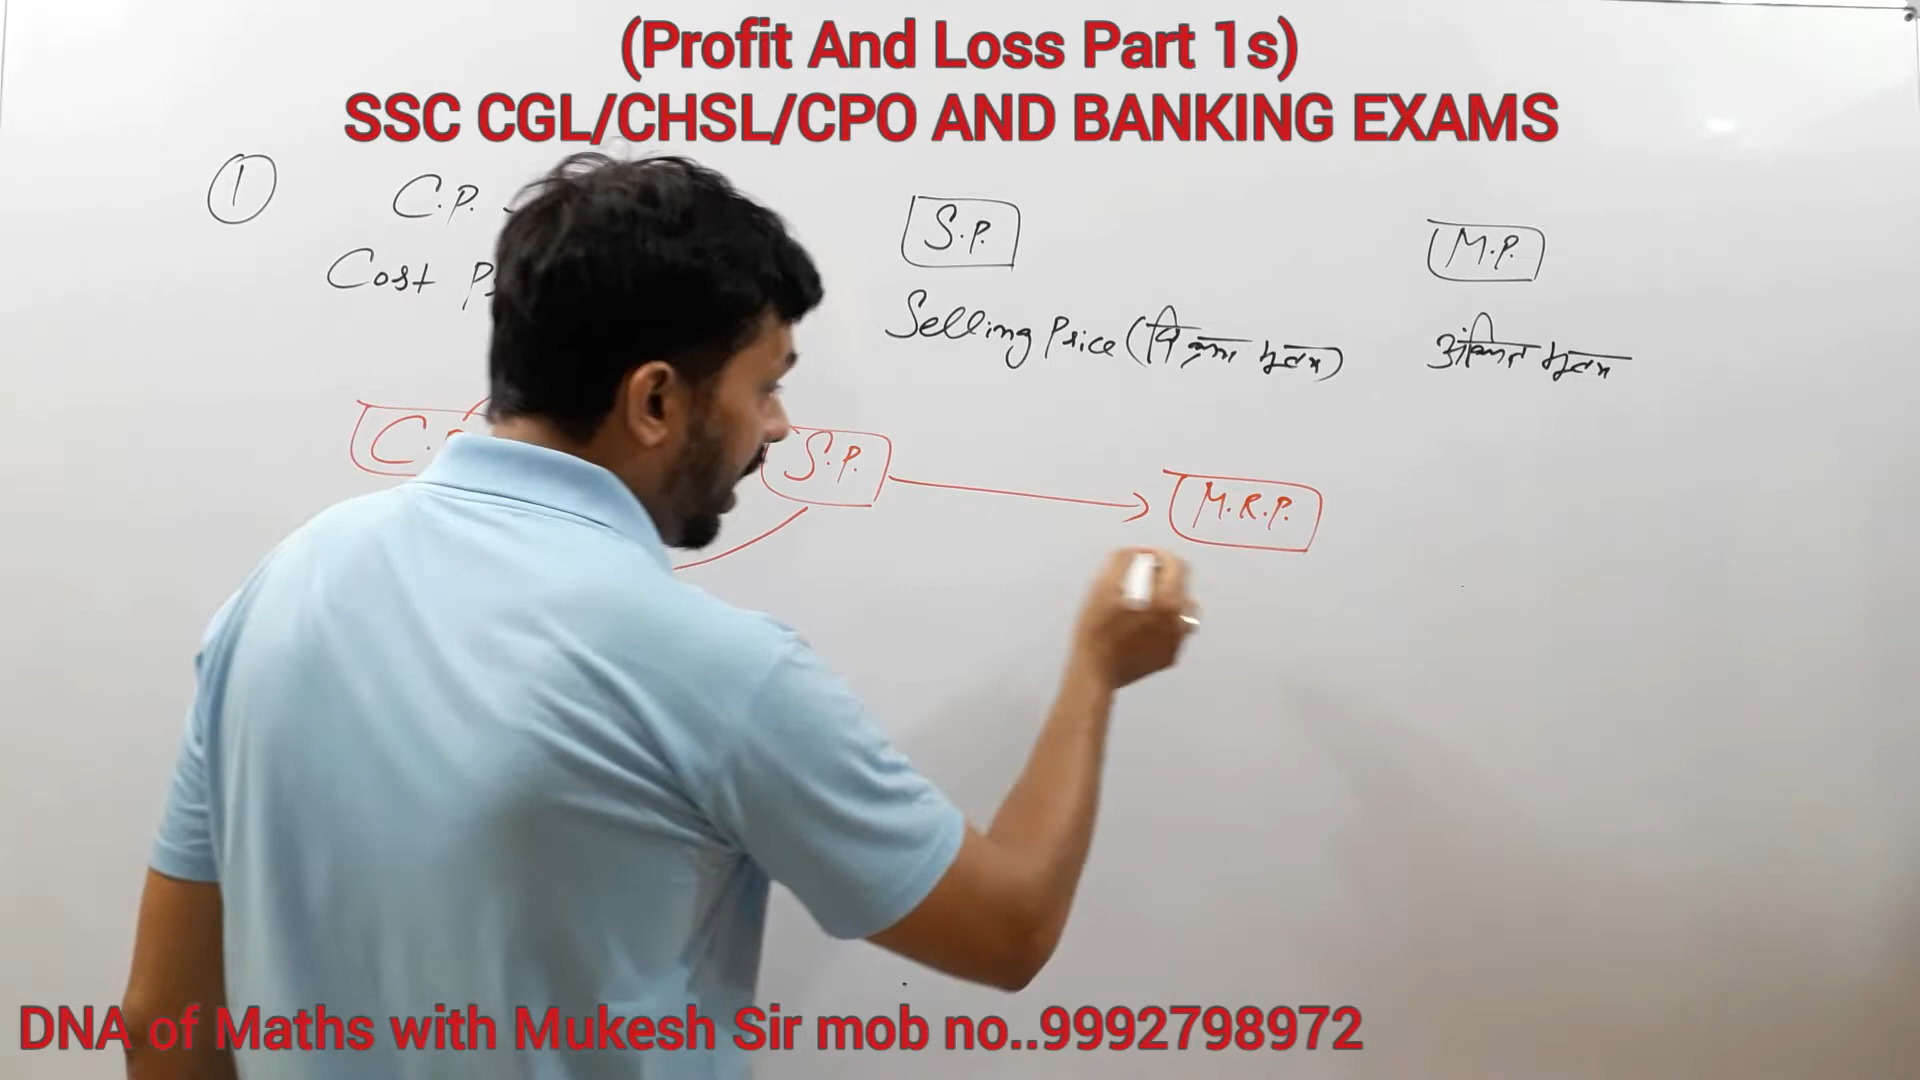 (Profit And Loss Part 1s)
SSC CGL/CHSL/CPO AND BANKING EXAMS
① C.P. S.P. M.P.
Cost
Selling Price (विक्रय मूल्य) अंकित मूल्य
S.P. M.R.P.
DNA of Maths with Mukesh Sir mob no..9992798972